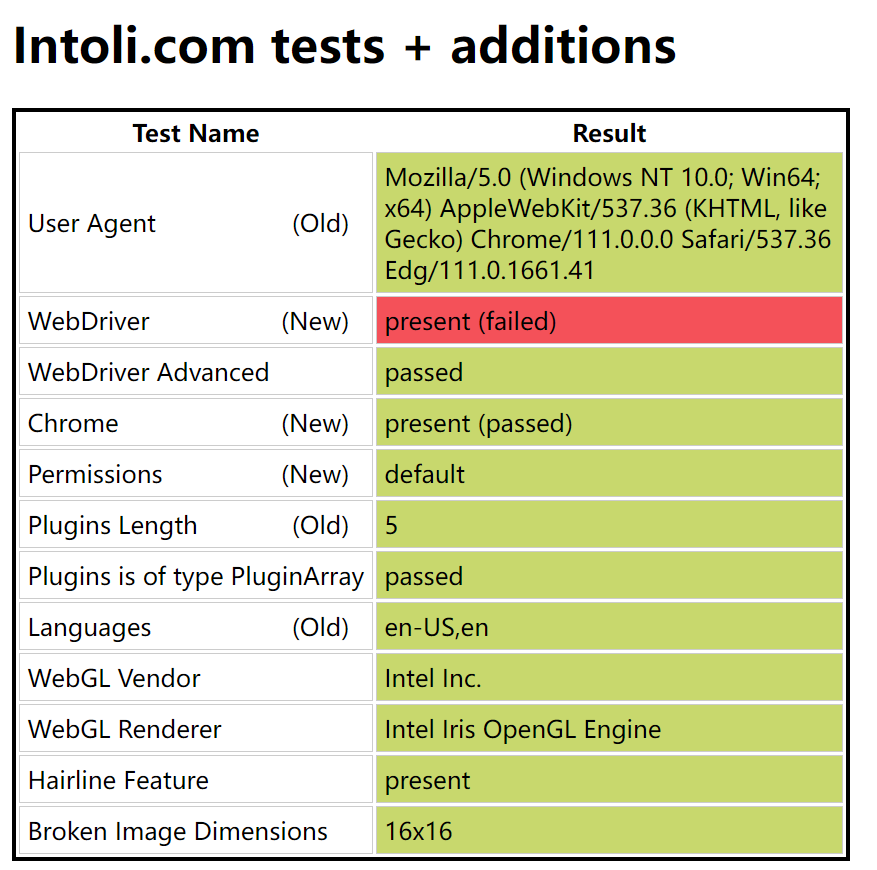 Intoli.com tests + additions
Test Name Result
User Agent (Old) Mozilla/5.0 (Windows NT 10.0; Win64;
x64) AppleWebKit/537.36 (KHTML, like
Gecko) Chrome/111.0.0.0 Safari/537.36
Edg/111.0.1661.41
WebDriver (New) present (failed)
WebDriver Advanced passed
Chrome (New) present (passed)
Permissions (New) default
Plugins Length (Old) 5
Plugins is of type PluginArray passed
Languages (Old) en-US,en
WebGL Vendor Intel Inc.
WebGL Renderer Intel Iris OpenGL Engine
Hairline Feature present
Broken Image Dimensions 16x16